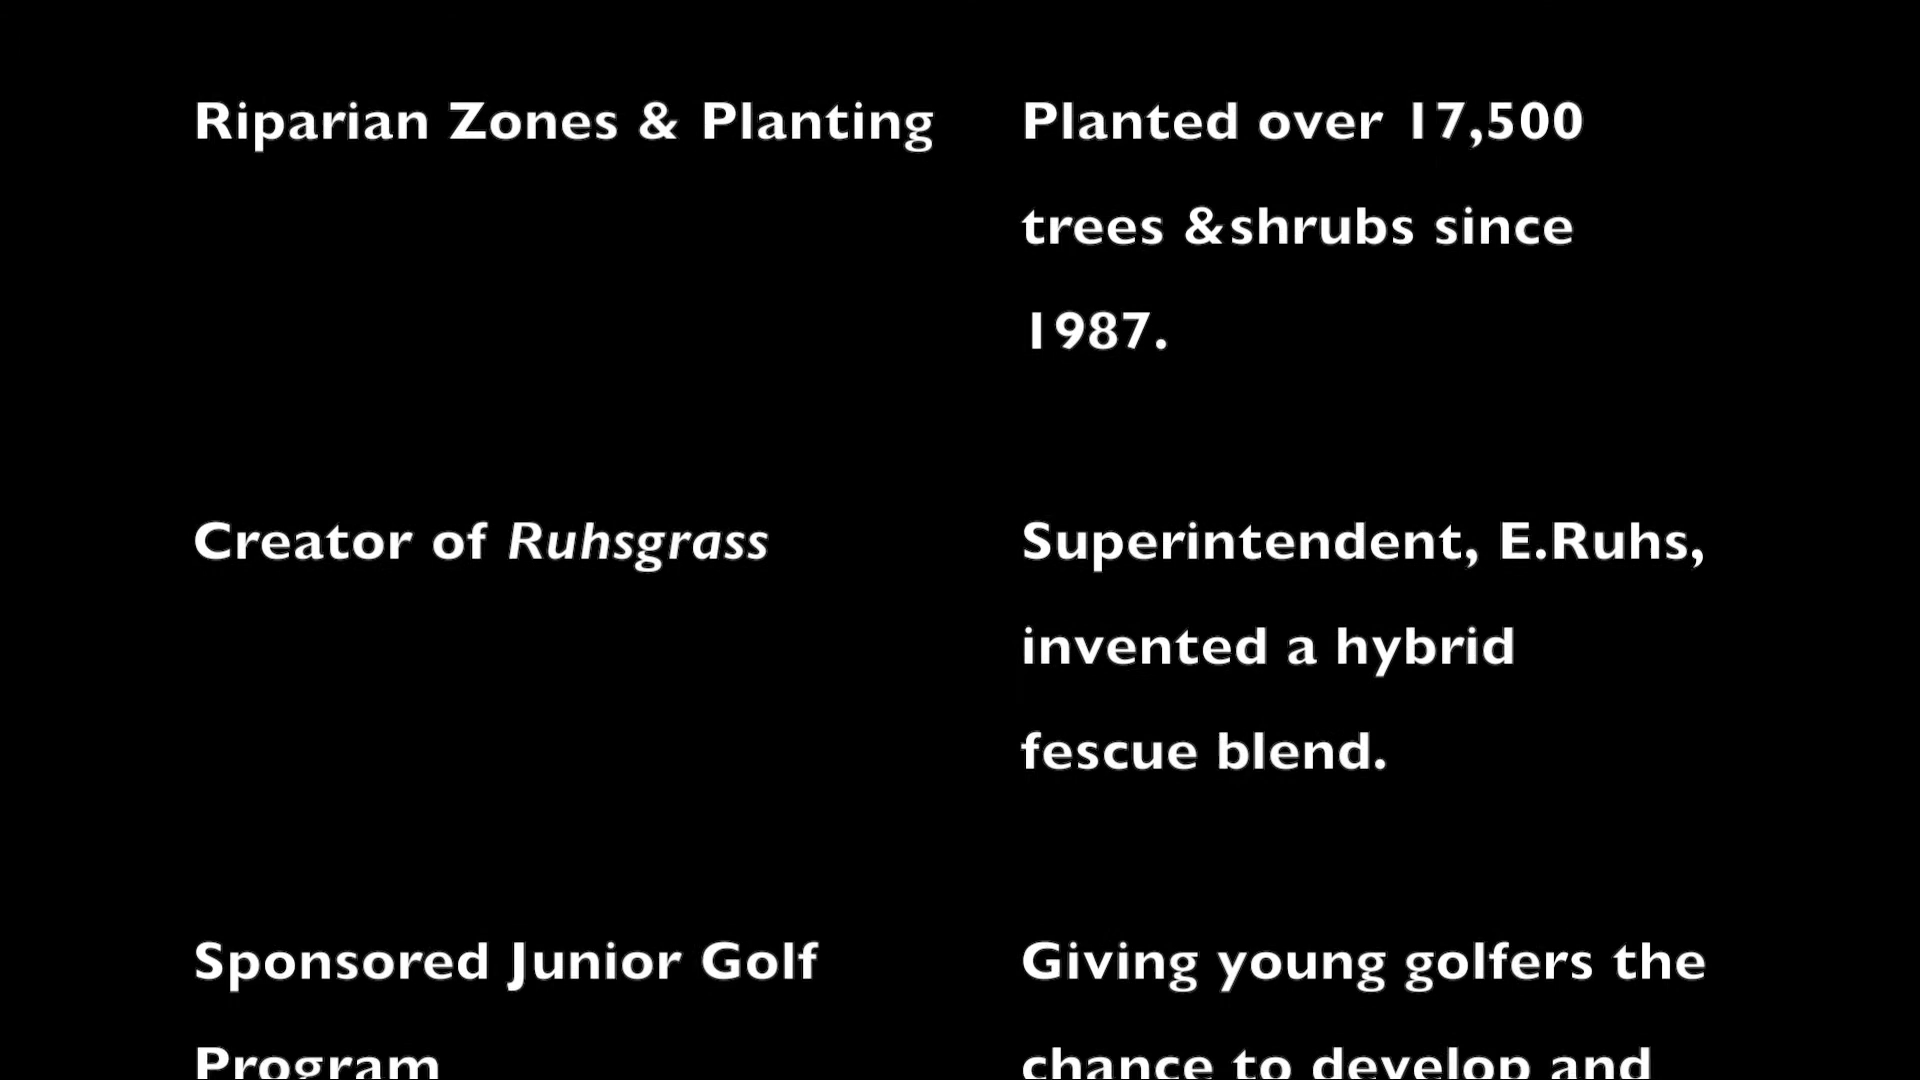 Riparian Zones & Planting
Planted over 17,500
trees &shrubs since
1987.
Creator of Ruhsgrass
Superintendent, E.Ruhs,
invented a hybrid
fescue blend.
Sponsored Junior Golf
Program
Giving young golfers the
chance to develop and